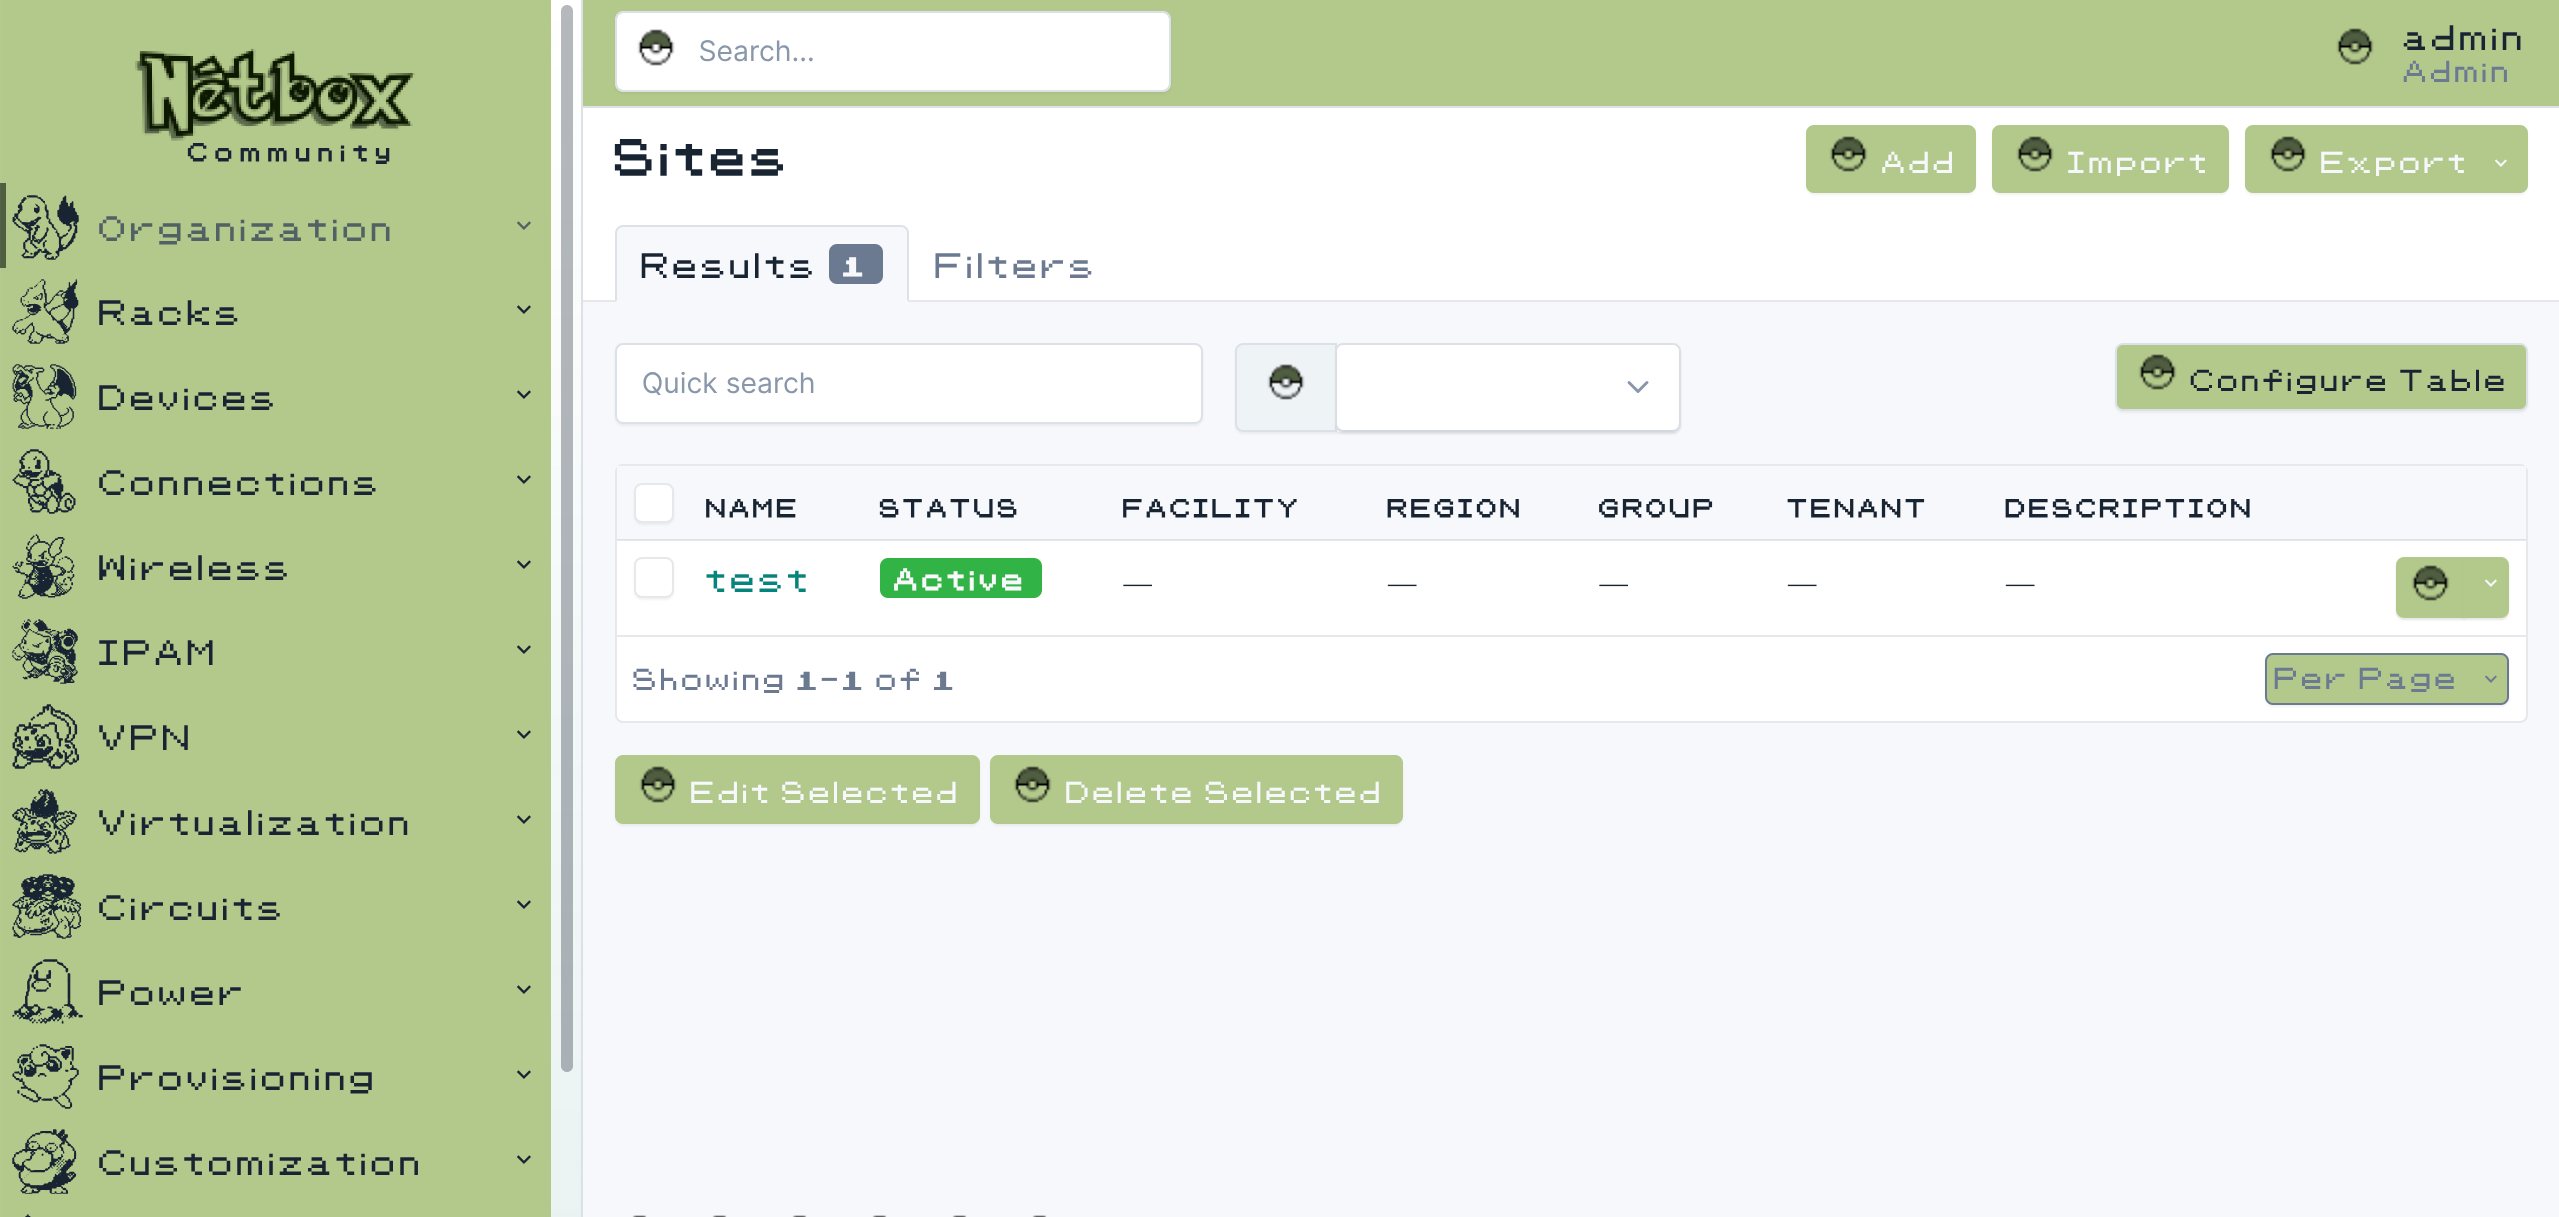 Nétbox
Community
Organization
Racks
Devices
Connections
Wireless
IPAM
VPN
Virtualization
Circuits
Power
Provisioning
Customization
Search...
admin
Admin
Sites
Add
Import
Export
Results 1
Filters
Quick search
Configure Table
NAME STATUS FACILITY REGION GROUP TENANT DESCRIPTION
test Active — — — — —
Showing 1-1 of 1
Per Page
Edit Selected
Delete Selected